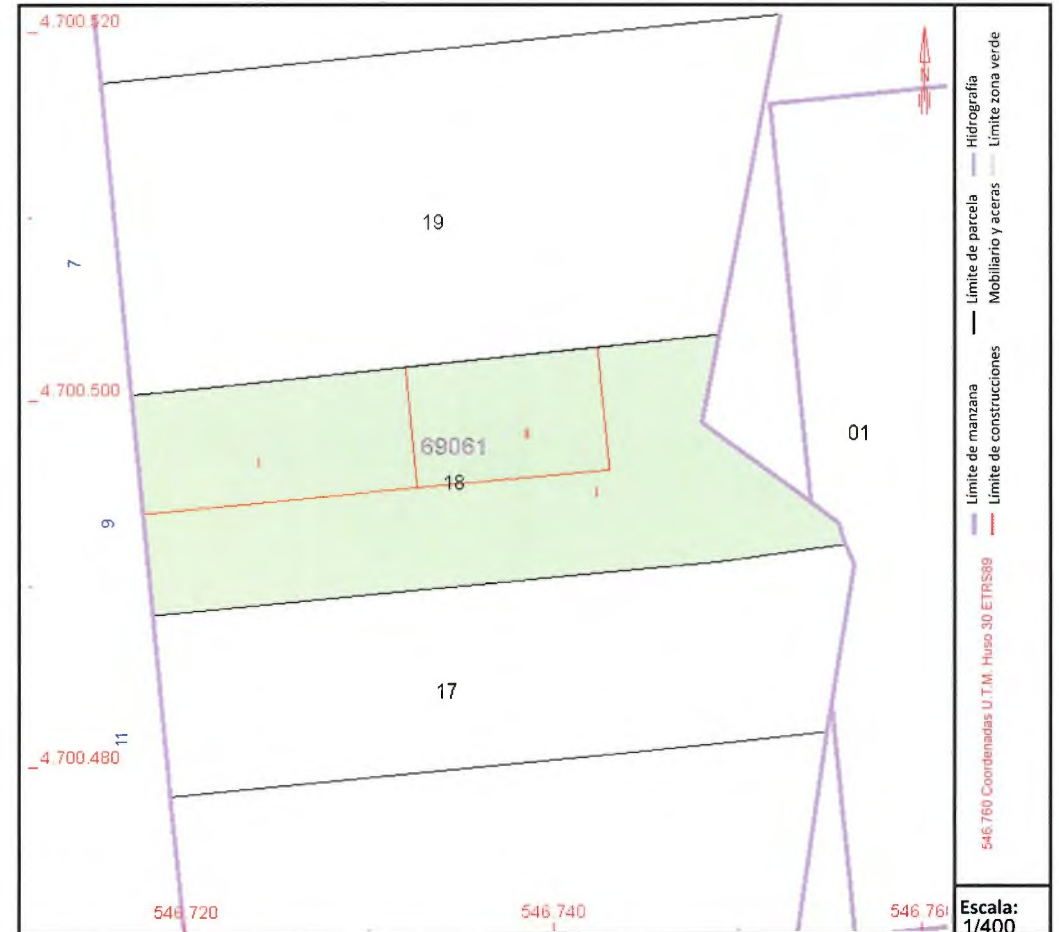 4.700.520
19
7
4.700.500
01
69061
I
II
18
I
9
17
11
4.700.480
546.720
546.740
546.76
N
Límite de manzana
Límite de parcela
Hidrografía
Límite de construcciones
Mobiliario y aceras
Límite zona verde
546.760 Coordenadas U.T.M. Huso 30 ETRS89
Escala:
1/400